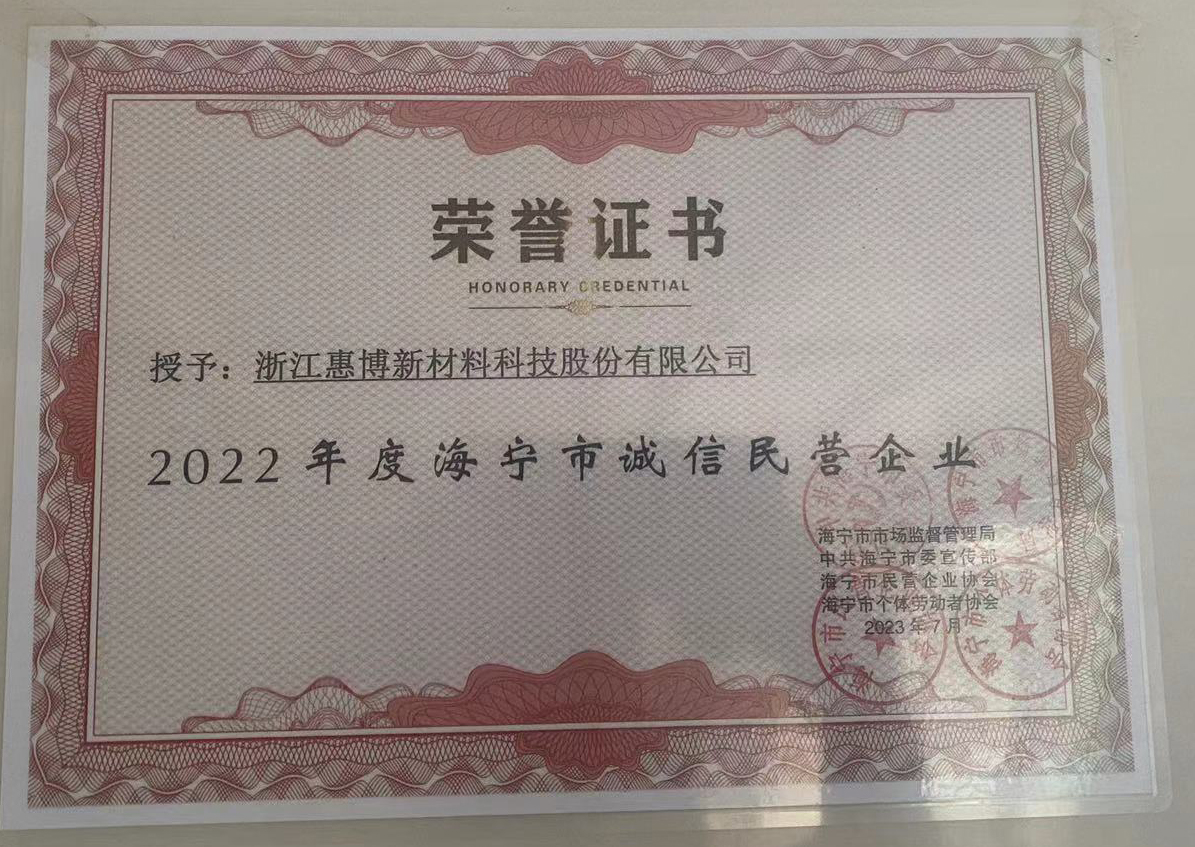 荣誉证书
HONORARY CREDENTIAL
授予：浙江惠博新材料科技股份有限公司
2022年度海宁市诚信民营企业
海宁市市场监督管理局
中共海宁市委宣传部
海宁市民营企业协会
海宁市个体劳动者协会
2023年7月